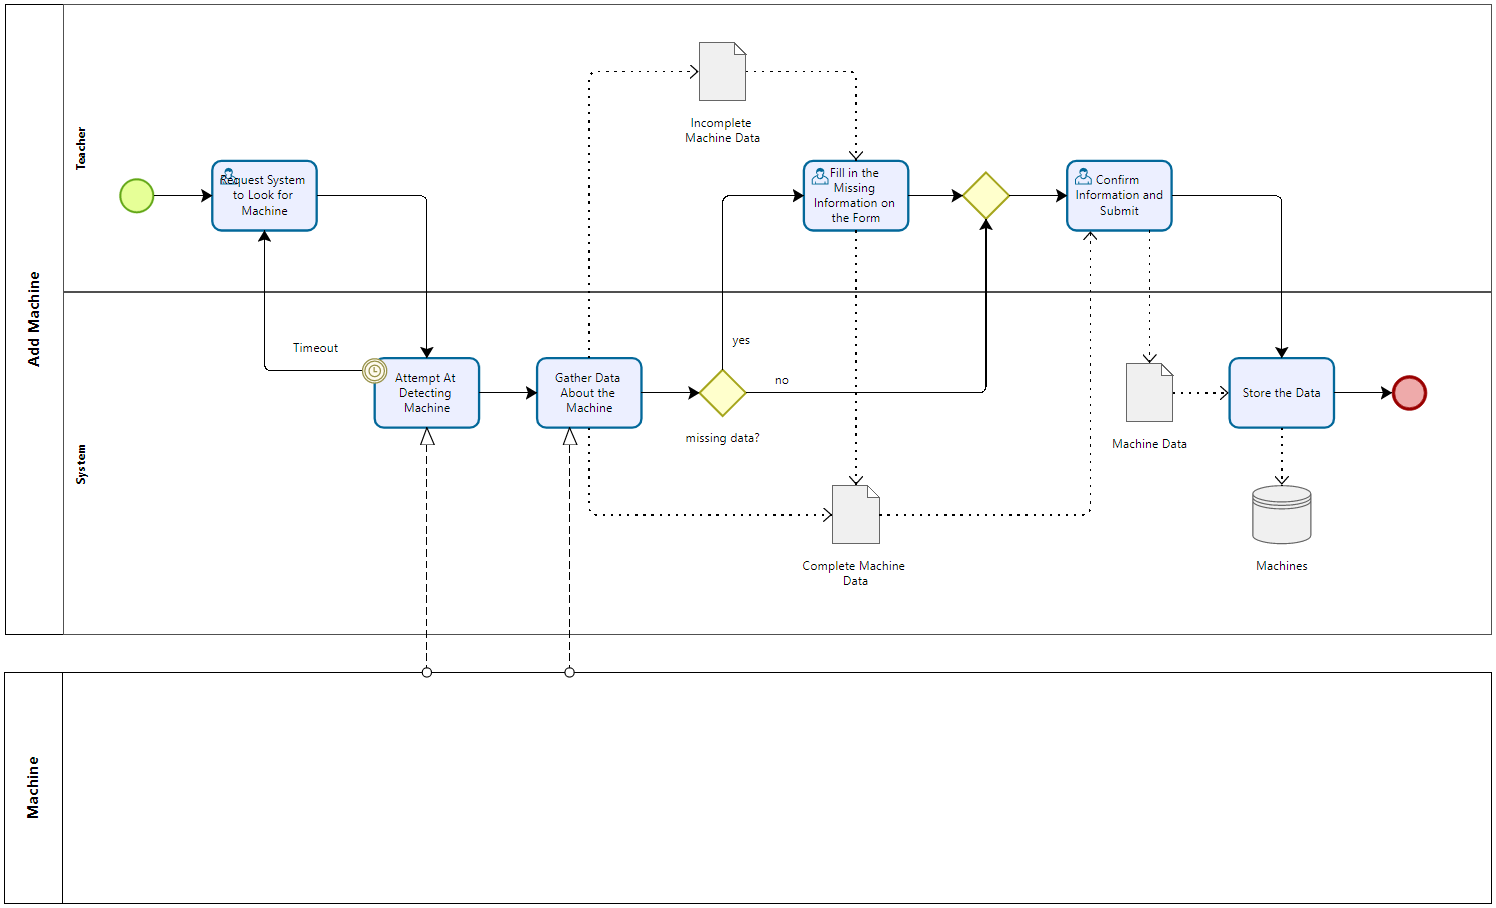 Add Machine
Teacher
Request System
to Look for
Machine
Incomplete
Machine Data
Fill in the
Missing
Information on
the Form
Confirm
Information and
Submit
System
Timeout
Attempt At
Detecting
Machine
Gather Data
About the
Machine
yes
no
missing data?
Complete Machine
Data
Machine Data
Store the Data
Machines
Machine